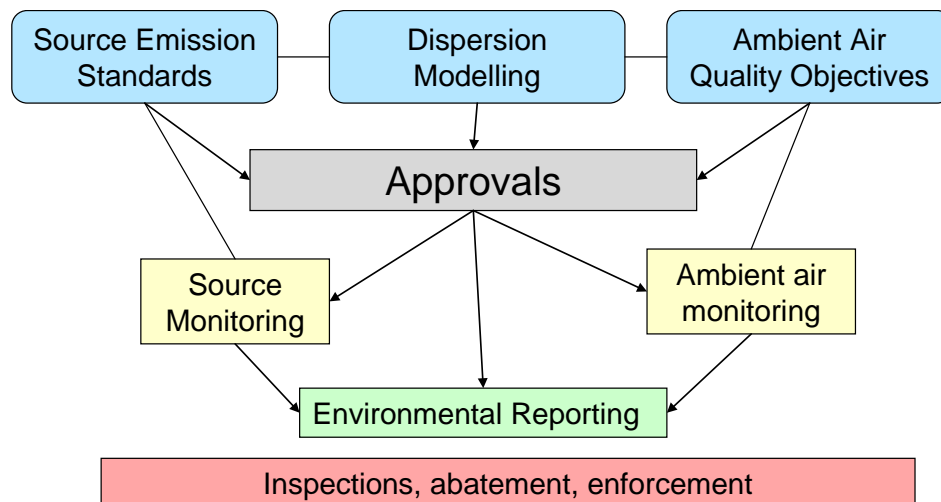 Source Emission
Standards
Dispersion
Modelling
Ambient Air
Quality Objectives
Approvals
Source
Monitoring
Ambient air
monitoring
Environmental Reporting
Inspections, abatement, enforcement